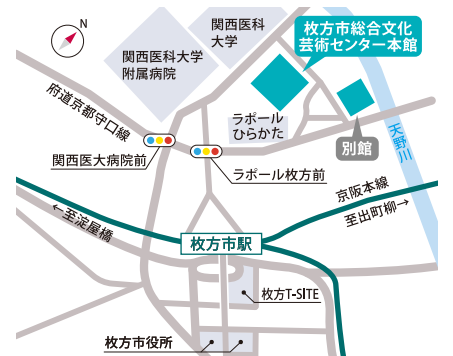 N
関西医科
大学
枚方市総合文化
芸術センター本館
関西医科大学
附属病院
府道京都守口線
ラポール
ひらかた
別館
天野川
関西医大病院前
ラポール枚方前
京阪本線
至出町柳→
←至淀屋橋
枚方市駅
枚方T-SITE
枚方市役所